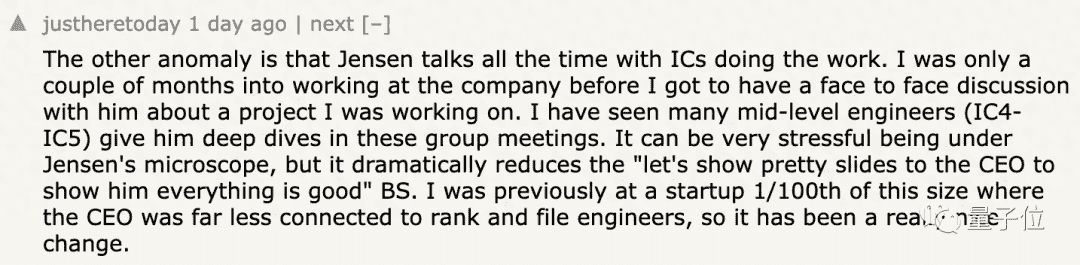 ▲ justheretoday 1 day ago | next [–]
The other anomaly is that Jensen talks all the time with ICs doing the work. I was only a
couple of months into working at the company before I got to have a face to face discussion
with him about a project I was working on. I have seen many mid-level engineers (IC4-
IC5) give him deep dives in these group meetings. It can be very stressful being under
Jensen's microscope, but it dramatically reduces the "let's show pretty slides to the CEO to
show him everything is good" BS. I was previously at a startup 1/100th of this size where
the CEO was far less connected to rank and file engineers, so it has been a really nice
change.
量子位